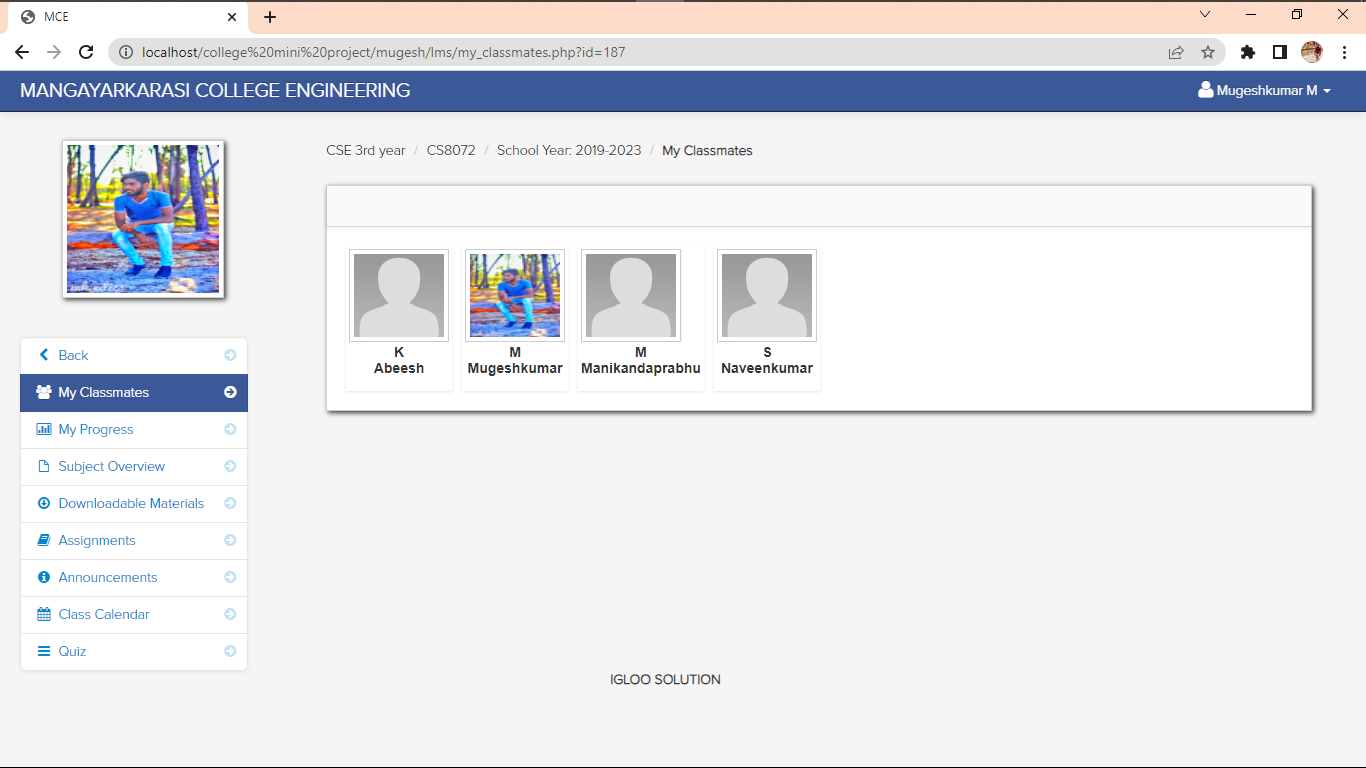 MCE
localhost/college%20mini%20project/mugesh/lms/my_classmates.php?id=187
MANGAYARKARASI COLLEGE ENGINEERING
Mugeshkumar M
CSE 3rd year / CS8072 / School Year: 2019-2023 / My Classmates
K
Abeesh
M
Mugeshkumar
M
Manikandaprabhu
S
Naveenkumar
Back
My Classmates
My Progress
Subject Overview
Downloadable Materials
Assignments
Announcements
Class Calendar
Quiz
IGLOO SOLUTION